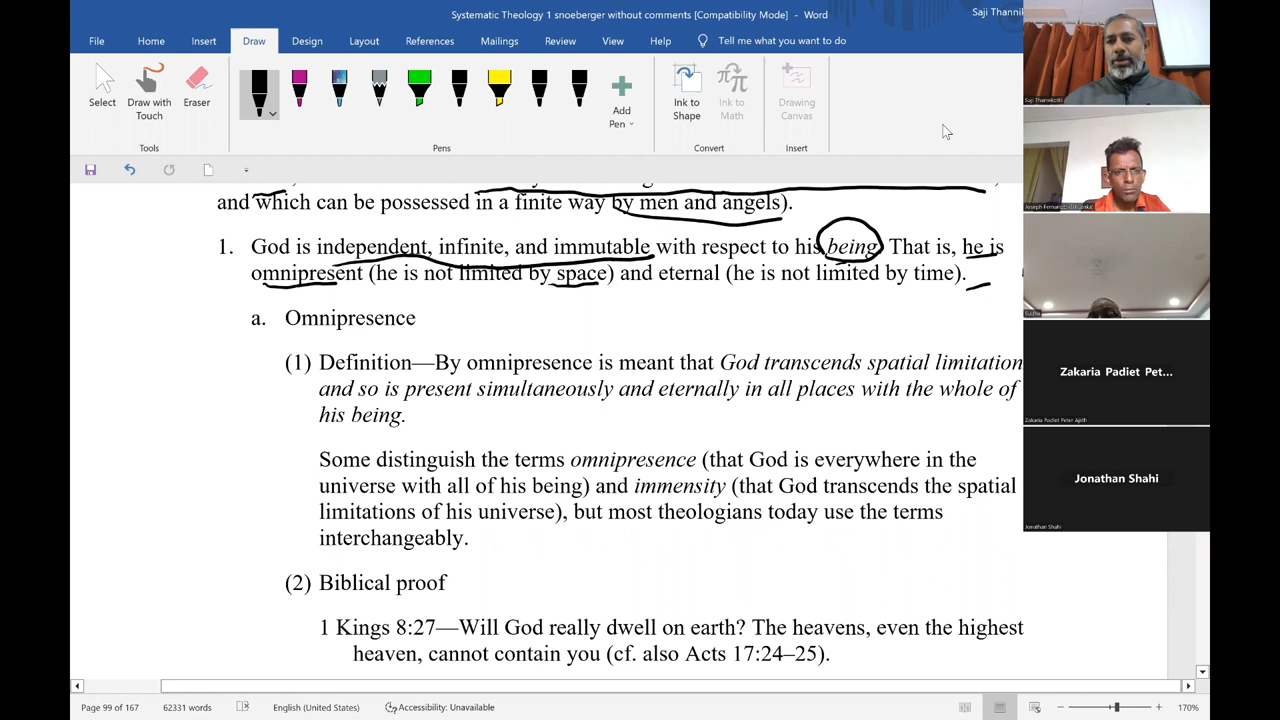 Systematic Theology 1 snoeberger without comments [Compatibility Mode] - Word
Saji Thannik
File Home Insert Draw Design Layout References Mailings Review View Help Tell me what you want to do
Select
Draw with
Touch
Eraser
Add
Pen
Ink to
Shape
Ink to
Math
Drawing
Canvas
Tools
Pens
Convert
Insert
and which can be possessed in a finite way by men and angels).
1. God is independent, infinite, and immutable with respect to his being. That is, he is
omnipresent (he is not limited by space) and eternal (he is not limited by time).
a. Omnipresence
(1) Definition—By omnipresence is meant that God transcends spatial limitation
and so is present simultaneously and eternally in all places with the whole of
his being.
Some distinguish the terms omnipresence (that God is everywhere in the
universe with all of his being) and immensity (that God transcends the spatial
limitations of his universe), but most theologians today use the terms
interchangeably.
(2) Biblical proof
1 Kings 8:27—Will God really dwell on earth? The heavens, even the highest
heaven, cannot contain you (cf. also Acts 17:24–25).
Zakaria Padiet Pet...
Zakaria Padiet Peter Ajith
Jonathan Shahi
Jonathan Shahi
Page 99 of 167
62331 words
English (United States)
Accessibility: Unavailable
170%